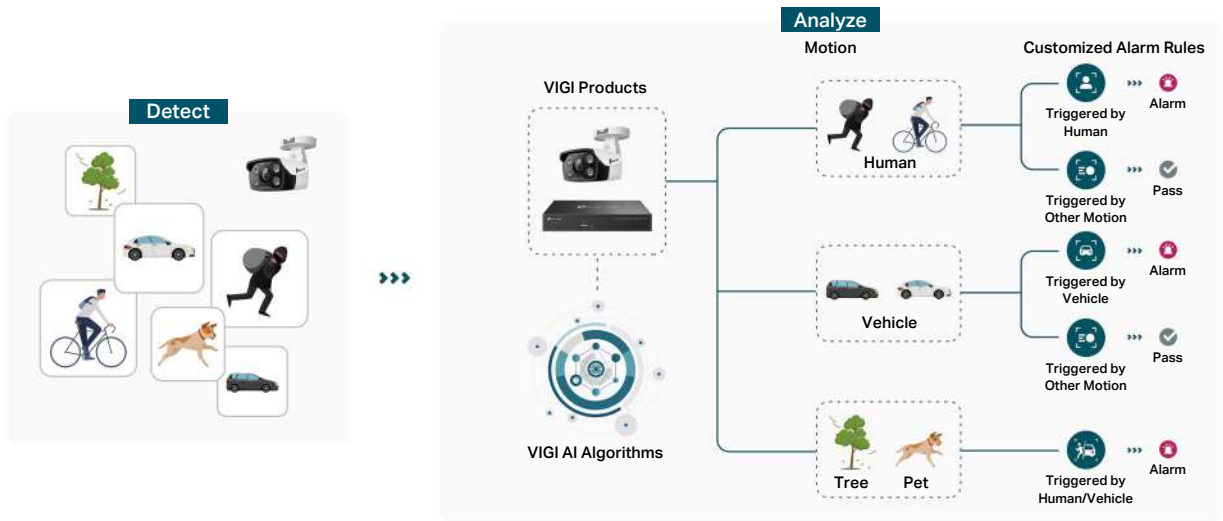 Detect
Analyze
VIGI Products
VIGI AI Algorithms
Motion
Human
Vehicle
Tree
Pet
Customized Alarm Rules
Triggered by
Human
Alarm
Triggered by
Other Motion
Pass
Triggered by
Vehicle
Alarm
Triggered by
Other Motion
Pass
Triggered by
Human/Vehicle
Alarm